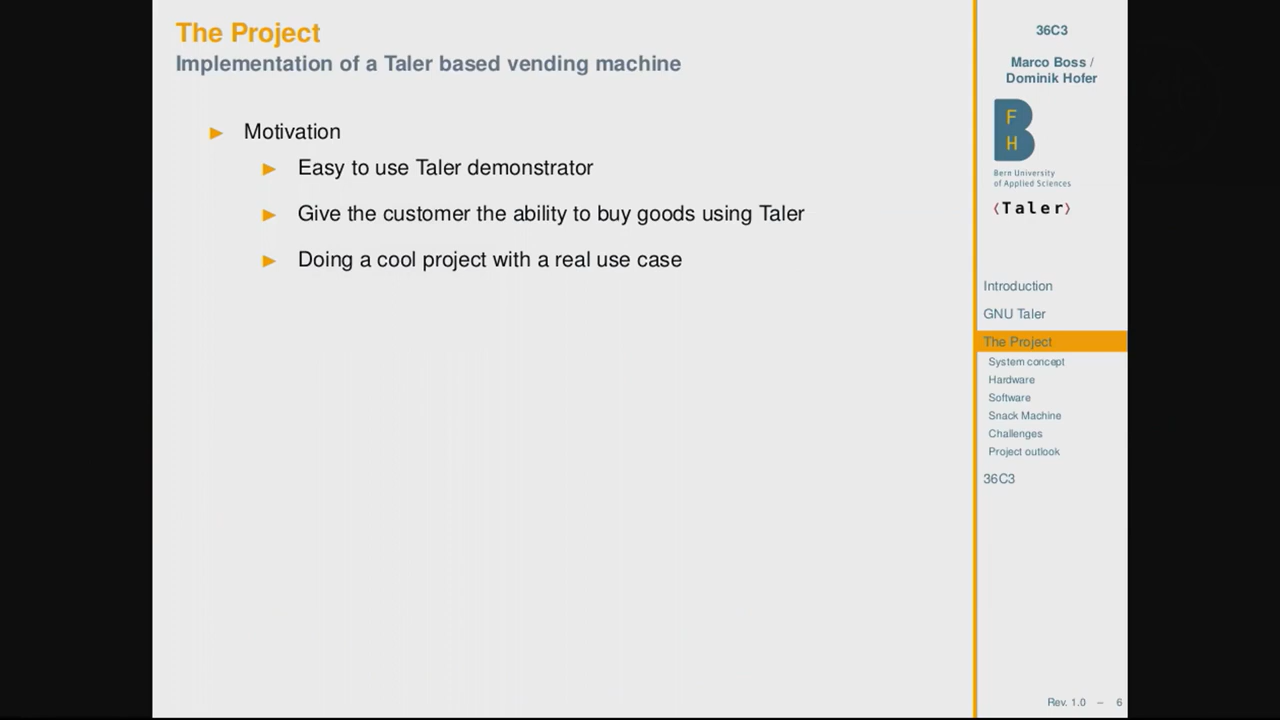 The Project
Implementation of a Taler based vending machine
Motivation
Easy to use Taler demonstrator
Give the customer the ability to buy goods using Taler
Doing a cool project with a real use case
36C3
Marco Boss /
Dominik Hofer
B
F
H
Bern University
of Applied Sciences
⟨Taler⟩
Introduction
GNU Taler
The Project
System concept
Hardware
Software
Snack Machine
Challenges
Project outlook
36C3
Rev. 1.0 – 6